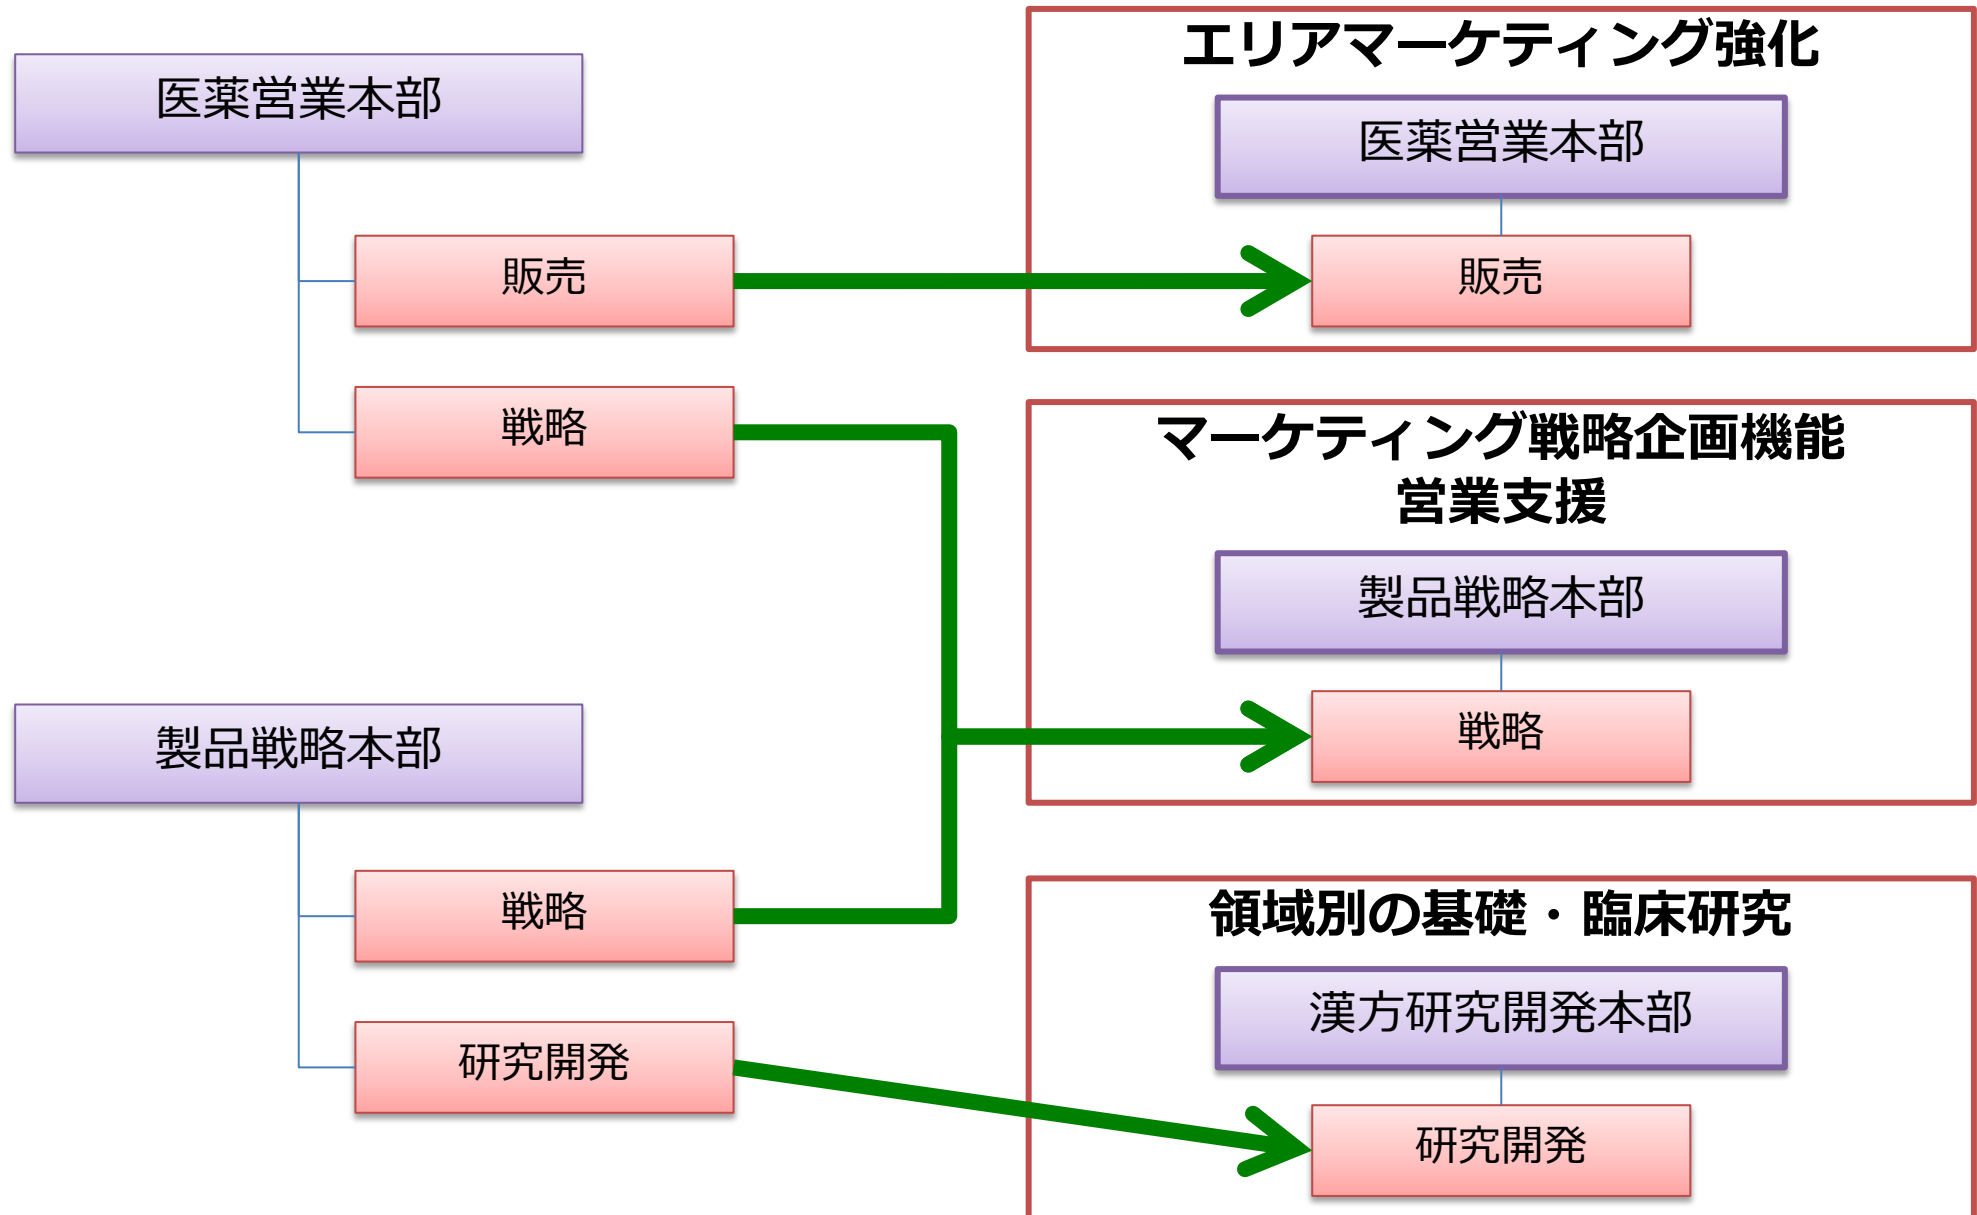 医薬営業本部
販売
戦略
製品戦略本部
戦略
研究開発
エリアマーケティング強化
医薬営業本部
販売
マーケティング戦略企画機能
営業支援
製品戦略本部
戦略
領域別の基礎・臨床研究
漢方研究開発本部
研究開発